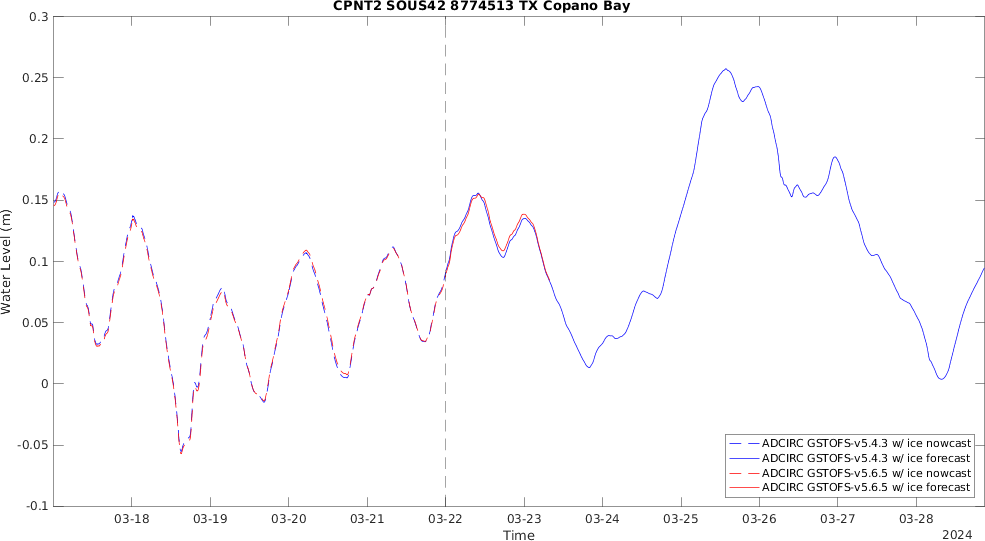 CPNT2 SOUS42 8774513 TX Copano Bay
0.3
0.25
0.2
0.15
0.1
0.05
0
-0.05
-0.1
Water Level (m)
ADCIRC GSTOFS-v5.4.3 w/ ice nowcast
ADCIRC GSTOFS-v5.4.3 w/ ice forecast
ADCIRC GSTOFS-v5.6.5 w/ ice nowcast
ADCIRC GSTOFS-v5.6.5 w/ ice forecast
03-18 03-19 03-20 03-21 03-22 03-23 03-24 03-25 03-26 03-27 03-28
Time
2024